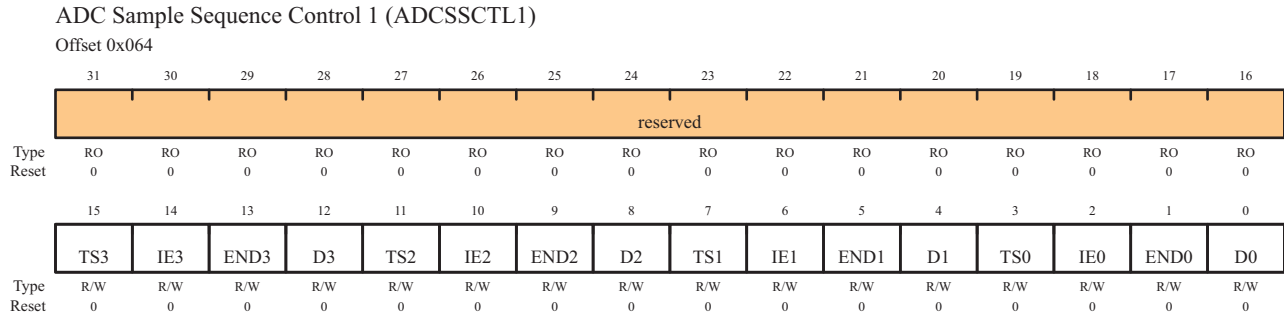 ADC Sample Sequence Control 1 (ADCSSCTL1)
Offset 0x064
31 30 29 28 27 26 25 24 23 22 21 20 19 18 17 16
reserved
Type RO RO RO RO RO RO RO RO RO RO RO RO RO RO RO RO
Reset 0 0 0 0 0 0 0 0 0 0 0 0 0 0 0 0
15 14 13 12 11 10 9 8 7 6 5 4 3 2 1 0
TS3 IE3 END3 D3 TS2 IE2 END2 D2 TS1 IE1 END1 D1 TS0 IE0 END0 D0
Type R/W R/W R/W R/W R/W R/W R/W R/W R/W R/W R/W R/W R/W R/W R/W R/W
Reset 0 0 0 0 0 0 0 0 0 0 0 0 0 0 0 0